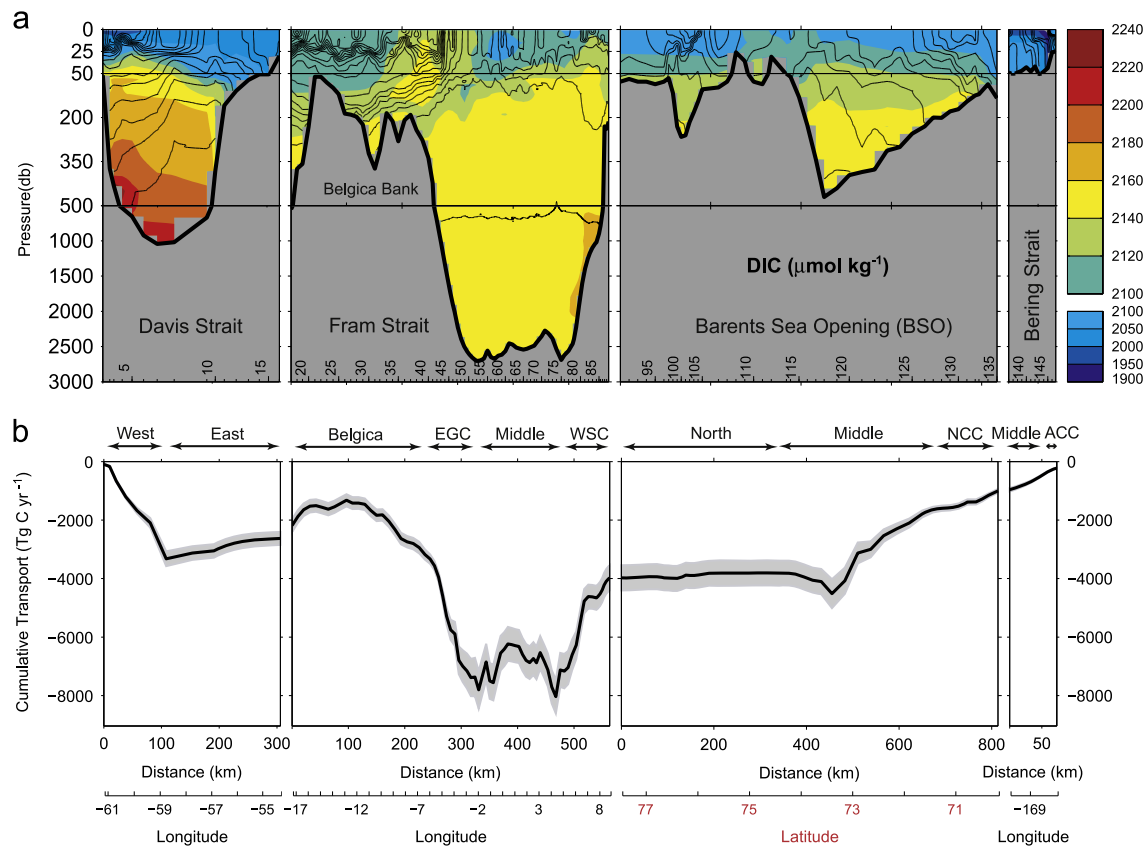 a
Pressure(db)
0
25
50
200
350
500
1000
1500
2000
2500
3000
Davis Strait
5
10
15
Belgica Bank
Fram Strait
20
25
30
35
40
45
50
55
60
65
70
75
80
85
DIC (μmol kg⁻¹)
Barents Sea Opening (BSO)
95
100
105
110
115
120
125
130
135
Bering Strait
140
145
2240
2220
2200
2180
2160
2140
2120
2100
2100
2050
2000
1950
1900
b
West
East
Belgica
EGC
Middle
WSC
North
Middle
NCC
Middle
ACC
Cumulative Transport (Tg C yr⁻¹)
0
−2000
−4000
−6000
−8000
0
−2000
−4000
−6000
−8000
0 100 200 300
0 100 200 300 400 500
0 200 400 600 800
50
Distance (km)
Distance (km)
Distance (km)
Distance (km)
−61 −59 −57 −55
−17 −7 −2 3 8
77 75 73 71
−169
Longitude
Longitude
Latitude
Longitude